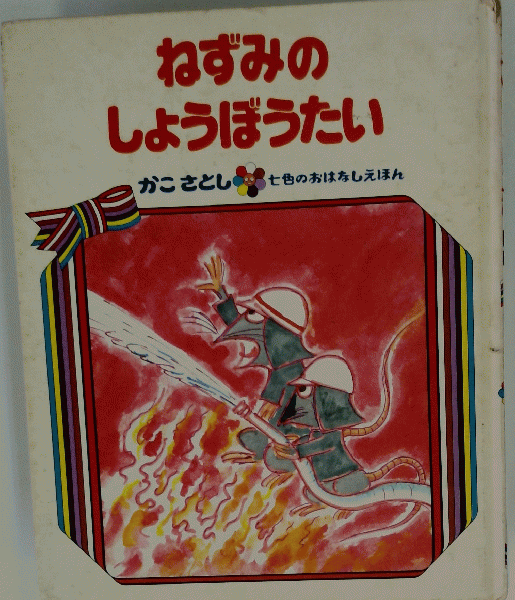 ねずみの
しょうぼうたい
かこ さとし 七色のおはなしえほん